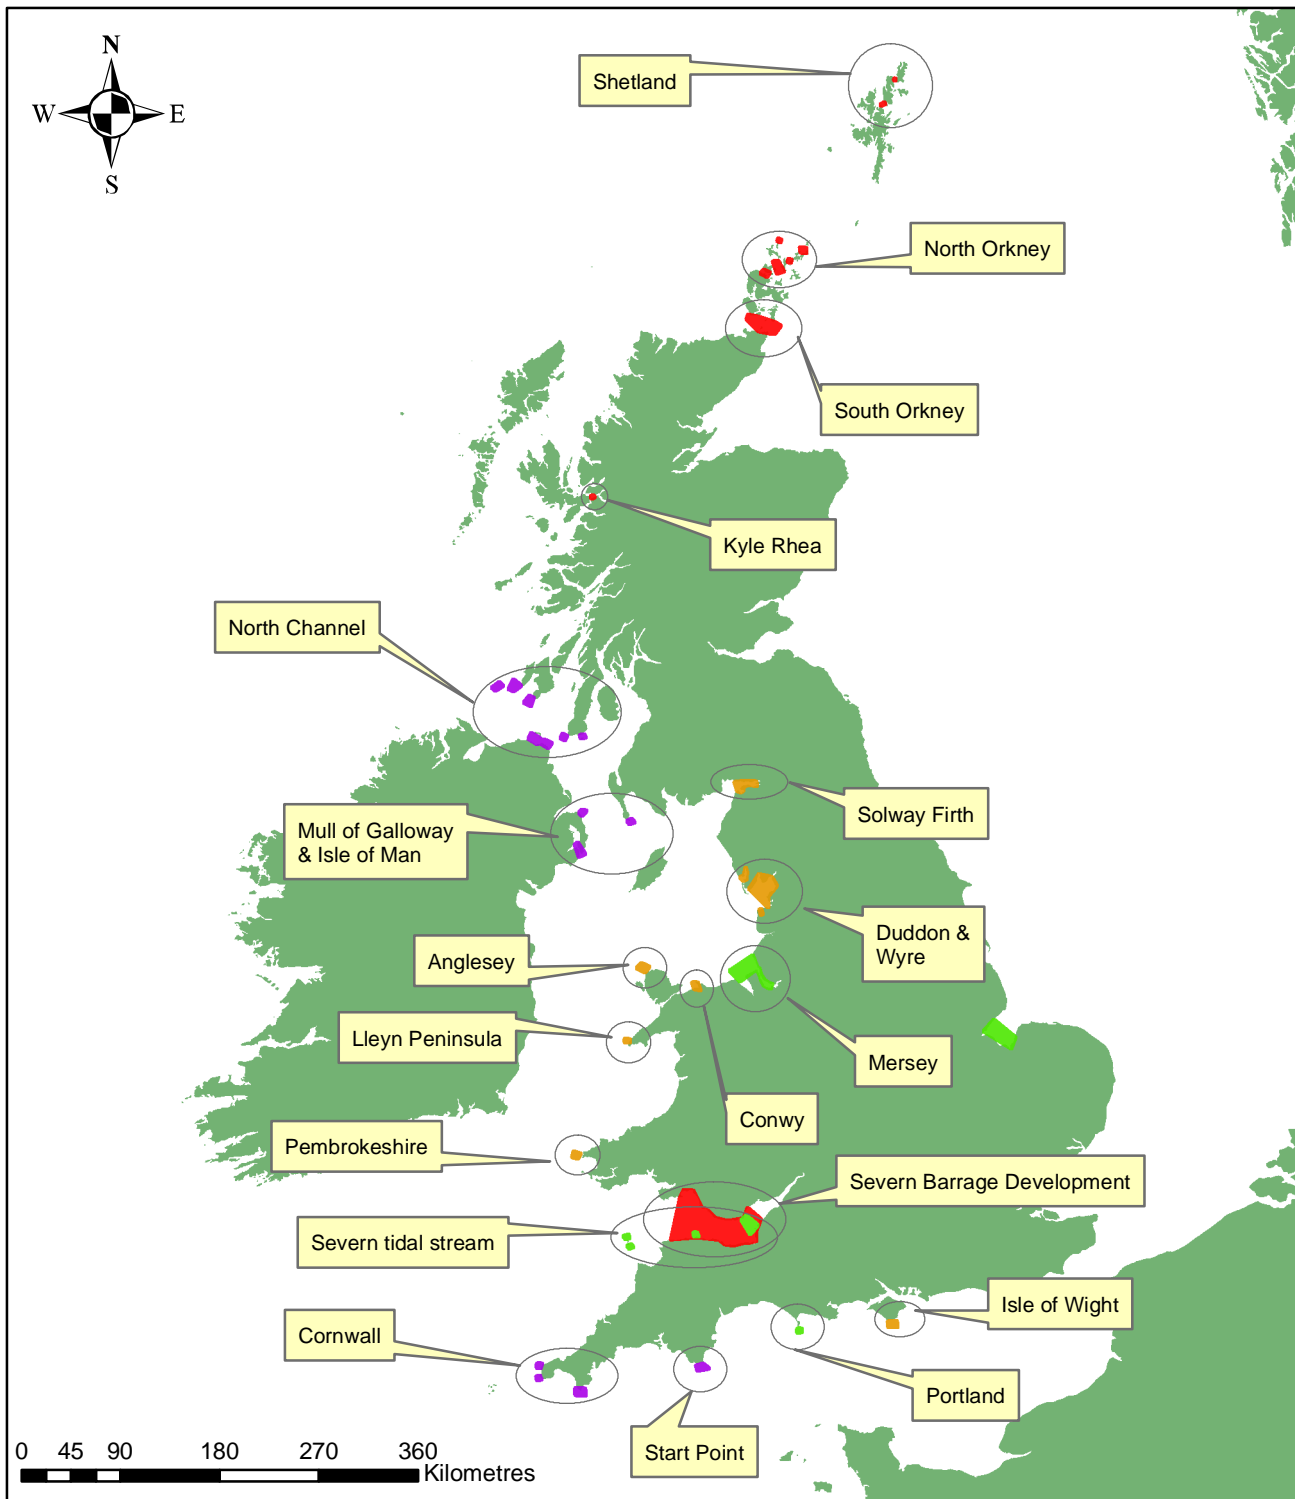 N
W
E
S
Shetland
North Orkney
South Orkney
Kyle Rhea
North Channel
Solway Firth
Mull of Galloway
& Isle of Man
Duddon &
Wyre
Anglesey
Lleyn Peninsula
Mersey
Conwy
Pembrokeshire
Severn Barrage Development
Severn tidal stream
Isle of Wight
Cornwall
Portland
Start Point
0 45 90 180 270 360
Kilometres